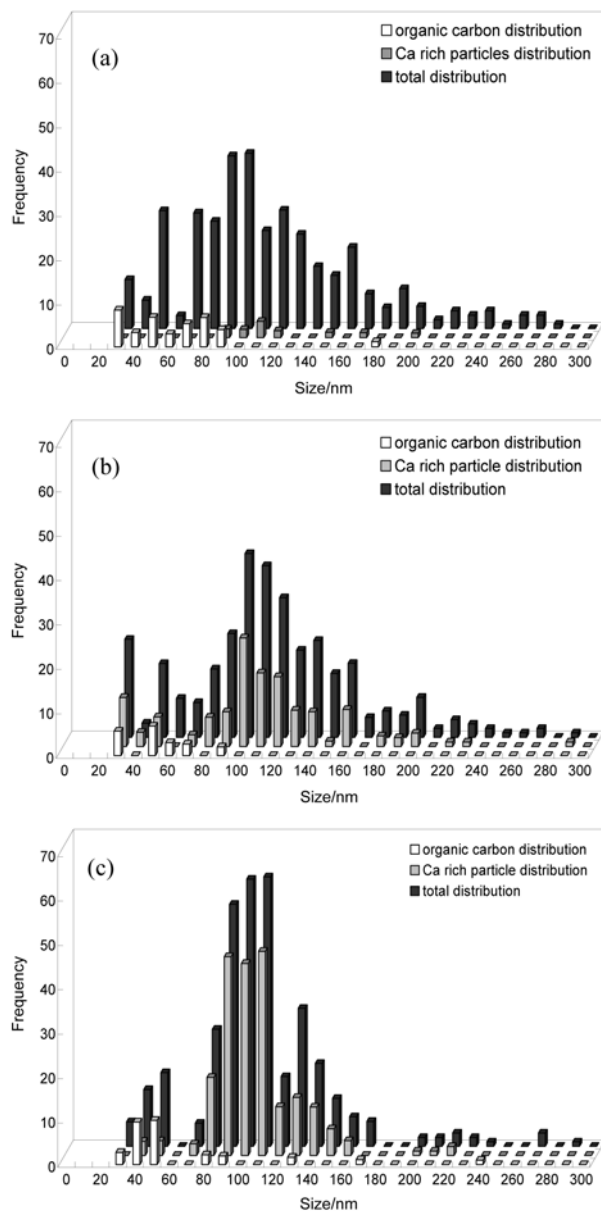 (a)
organic carbon distribution
Ca rich particles distribution
total distribution
Frequency
70
60
50
40
30
20
10
0
0 20 40 60 80 100 120 140 160 180 200 220 240 260 280 300
Size/nm
(b)
organic carbon distribution
Ca rich particle distribution
total distribution
Frequency
70
60
50
40
30
20
10
0
0 20 40 60 80 100 120 140 160 180 200 220 240 260 280 300
Size/nm
(c)
organic carbon distribution
Ca rich particle distribution
total distribution
Frequency
70
60
50
40
30
20
10
0
0 20 40 60 80 100 120 140 160 180 200 220 240 260 280 300
Size/nm